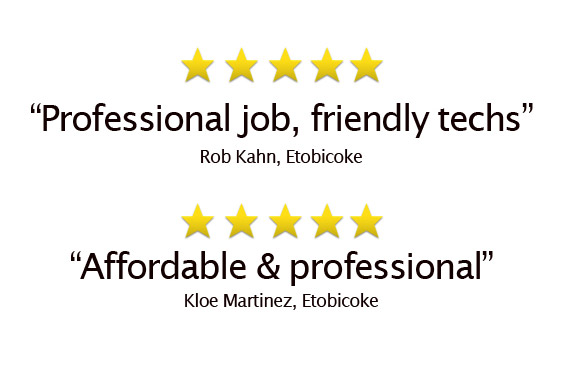 “Professional job, friendly techs”
Rob Kahn, Etobicoke
“Affordable & professional”
Kloe Martinez, Etobicoke